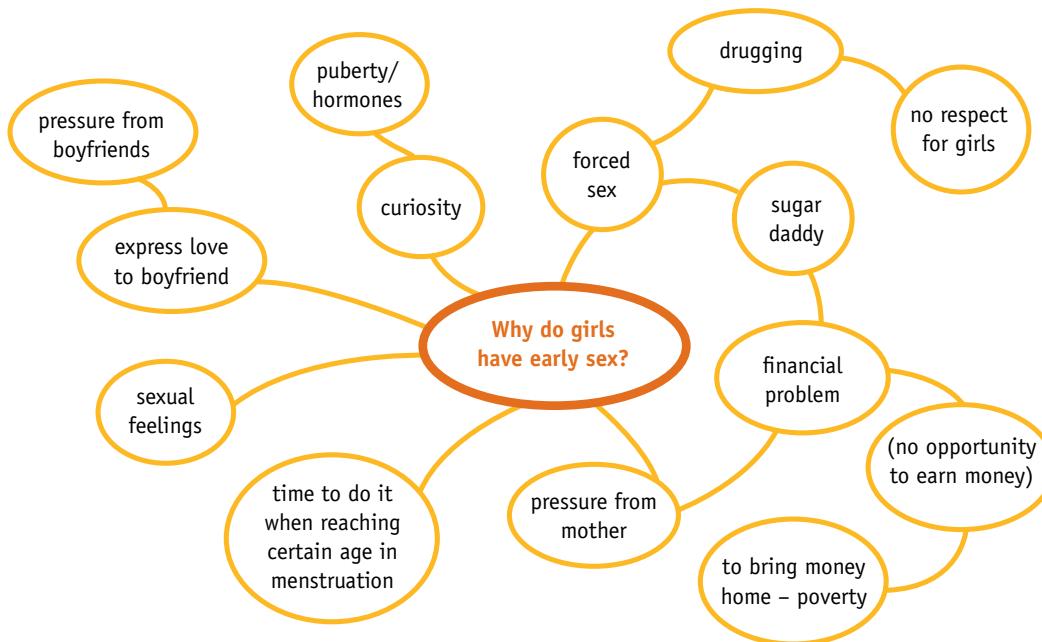 drugging
puberty/
hormones
no respect
for girls
pressure from
boyfriends
forced
sex
curiosity
sugar
daddy
express love
to boyfriend
Why do girls
have early sex?
financial
problem
sexual
feelings
(no opportunity
to earn money)
time to do it
when reaching
certain age in
menstruation
pressure from
mother
to bring money
home – poverty